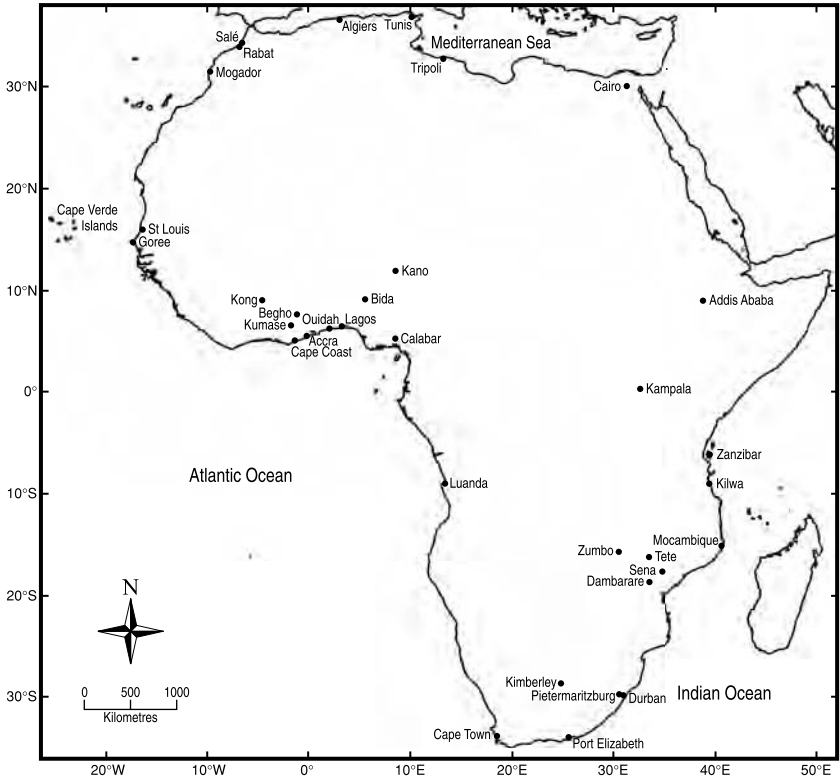 Algiers
Tunis
Salé
Rabat
Mediterranean Sea
Tripoli
Mogador
Cairo
30°N
20°N
Cape Verde
Islands
St Louis
Goree
Kano
10°N
Kong
Bida
Addis Ababa
Begho
Ouidah
Lagos
Kumase
Accra
Calabar
Cape Coast
0°
Kampala
Zanzibar
Atlantic Ocean
Luanda
Kilwa
10°S
Mocambique
Zumbo
Tete
Sena
Dambarare
N
20°S
Kimberley
0 500 1000
Kilometres
Pietermaritzburg
Durban
Indian Ocean
30°S
Cape Town
Port Elizabeth
20°W 10°W 0° 10°E 20°E 30°E 40°E 50°E